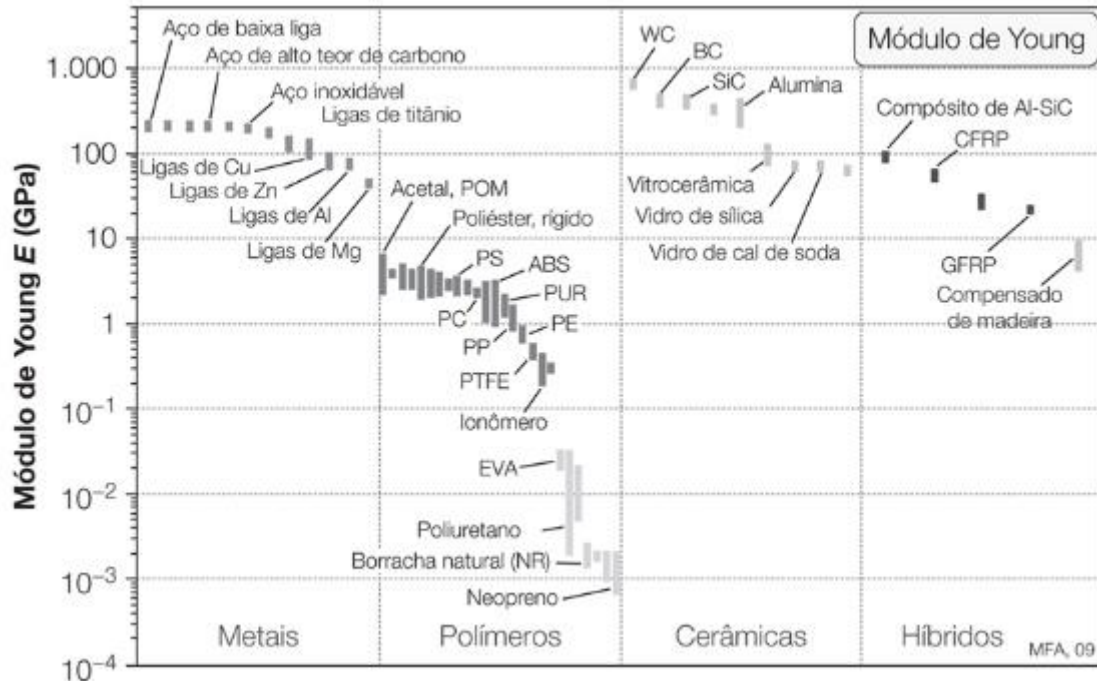 Módulo de Young
Módulo de Young E (GPa)
1.000
100
10
1
10⁻¹
10⁻²
10⁻³
10⁻⁴
Aço de baixa liga
Aço de alto teor de carbono
Aço inoxidável
Ligas de titânio
Ligas de Cu
Ligas de Zn
Ligas de Al
Ligas de Mg
Acetal, POM
Poliéster, rígido
PS
ABS
PUR
PC
PE
PP
PTFE
Ionômero
EVA
Poliuretano
Borracha natural (NR)
Neopreno
WC
BC
SiC
Alumina
Vitrocerâmica
Vidro de sílica
Vidro de cal de soda
Compósito de Al-SiC
CFRP
GFRP
Compensado
de madeira
Metais
Polímeros
Cerâmicas
Híbridos
MFA, 09